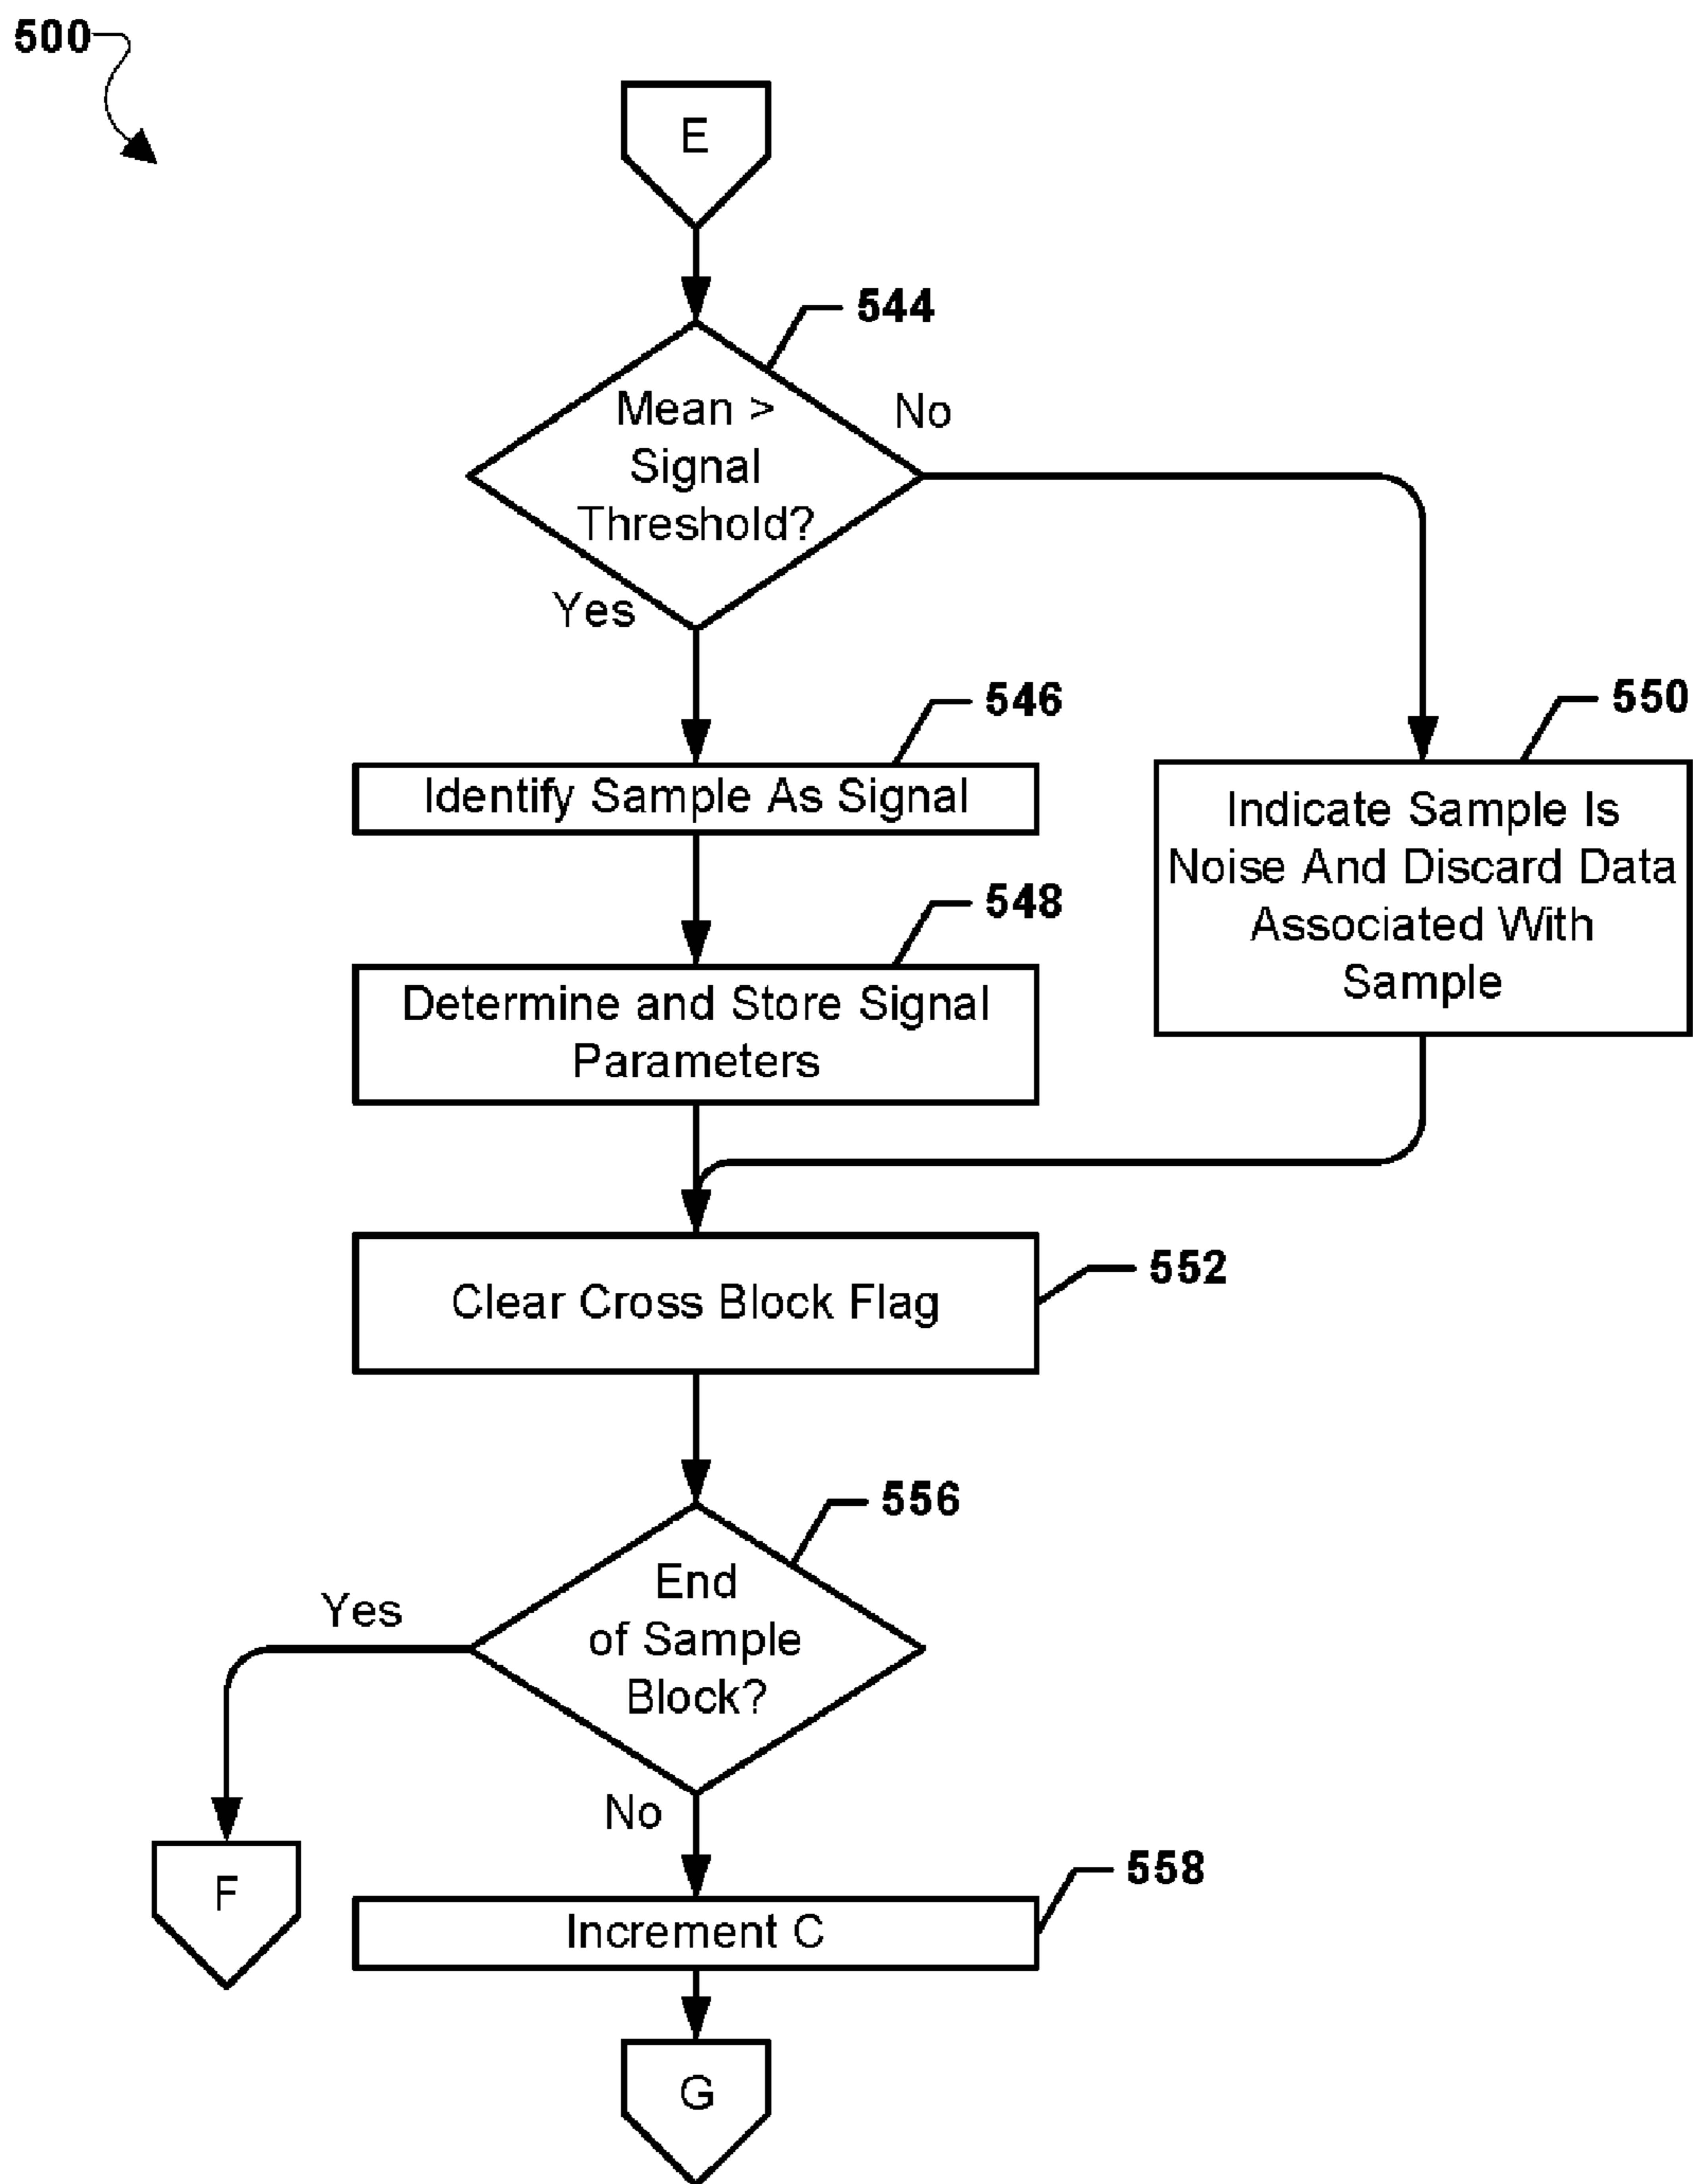 500
E
544
Mean >
Signal
Threshold?
No
Yes
546
Identify Sample As Signal
550
Indicate Sample Is
Noise And Discard Data
Associated With
Sample
548
Determine and Store Signal
Parameters
552
Clear Cross Block Flag
556
End
of Sample
Block?
Yes
No
F
558
Increment C
G